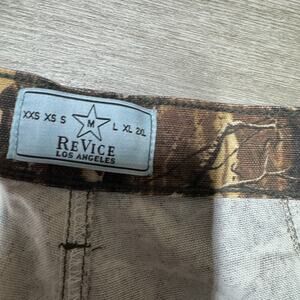 XXS XS S M L XL 2XL
REVICE
LOS ANGELES